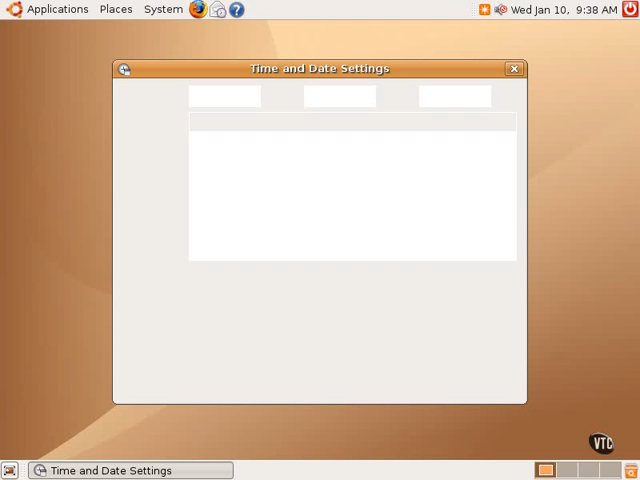 Applications Places System Wed Jan 10, 9:38 AM
Time and Date Settings
VTC
Time and Date Settings